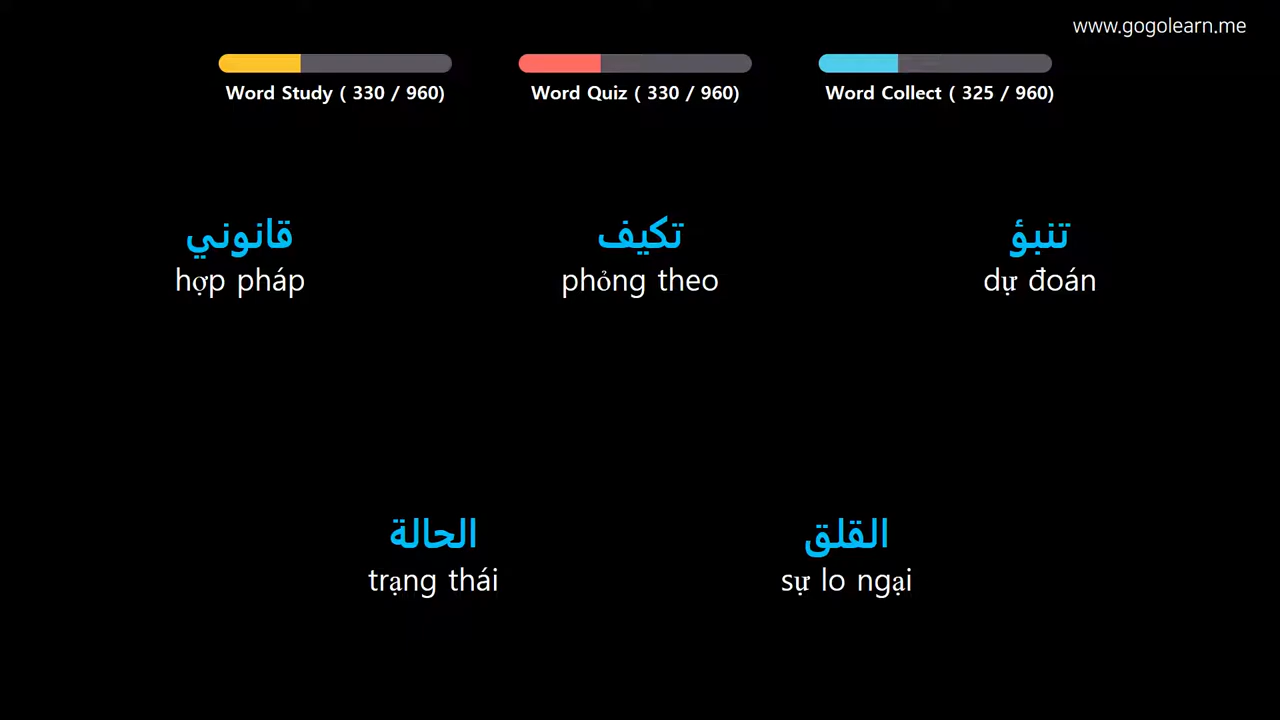 www.gogolearn.me
Word Study ( 330 / 960)
Word Quiz ( 330 / 960)
Word Collect ( 325 / 960)
قانوني
hợp pháp
تكيف
phỏng theo
تنبؤ
dự đoán
الحالة
trạng thái
القلق
sự lo ngại